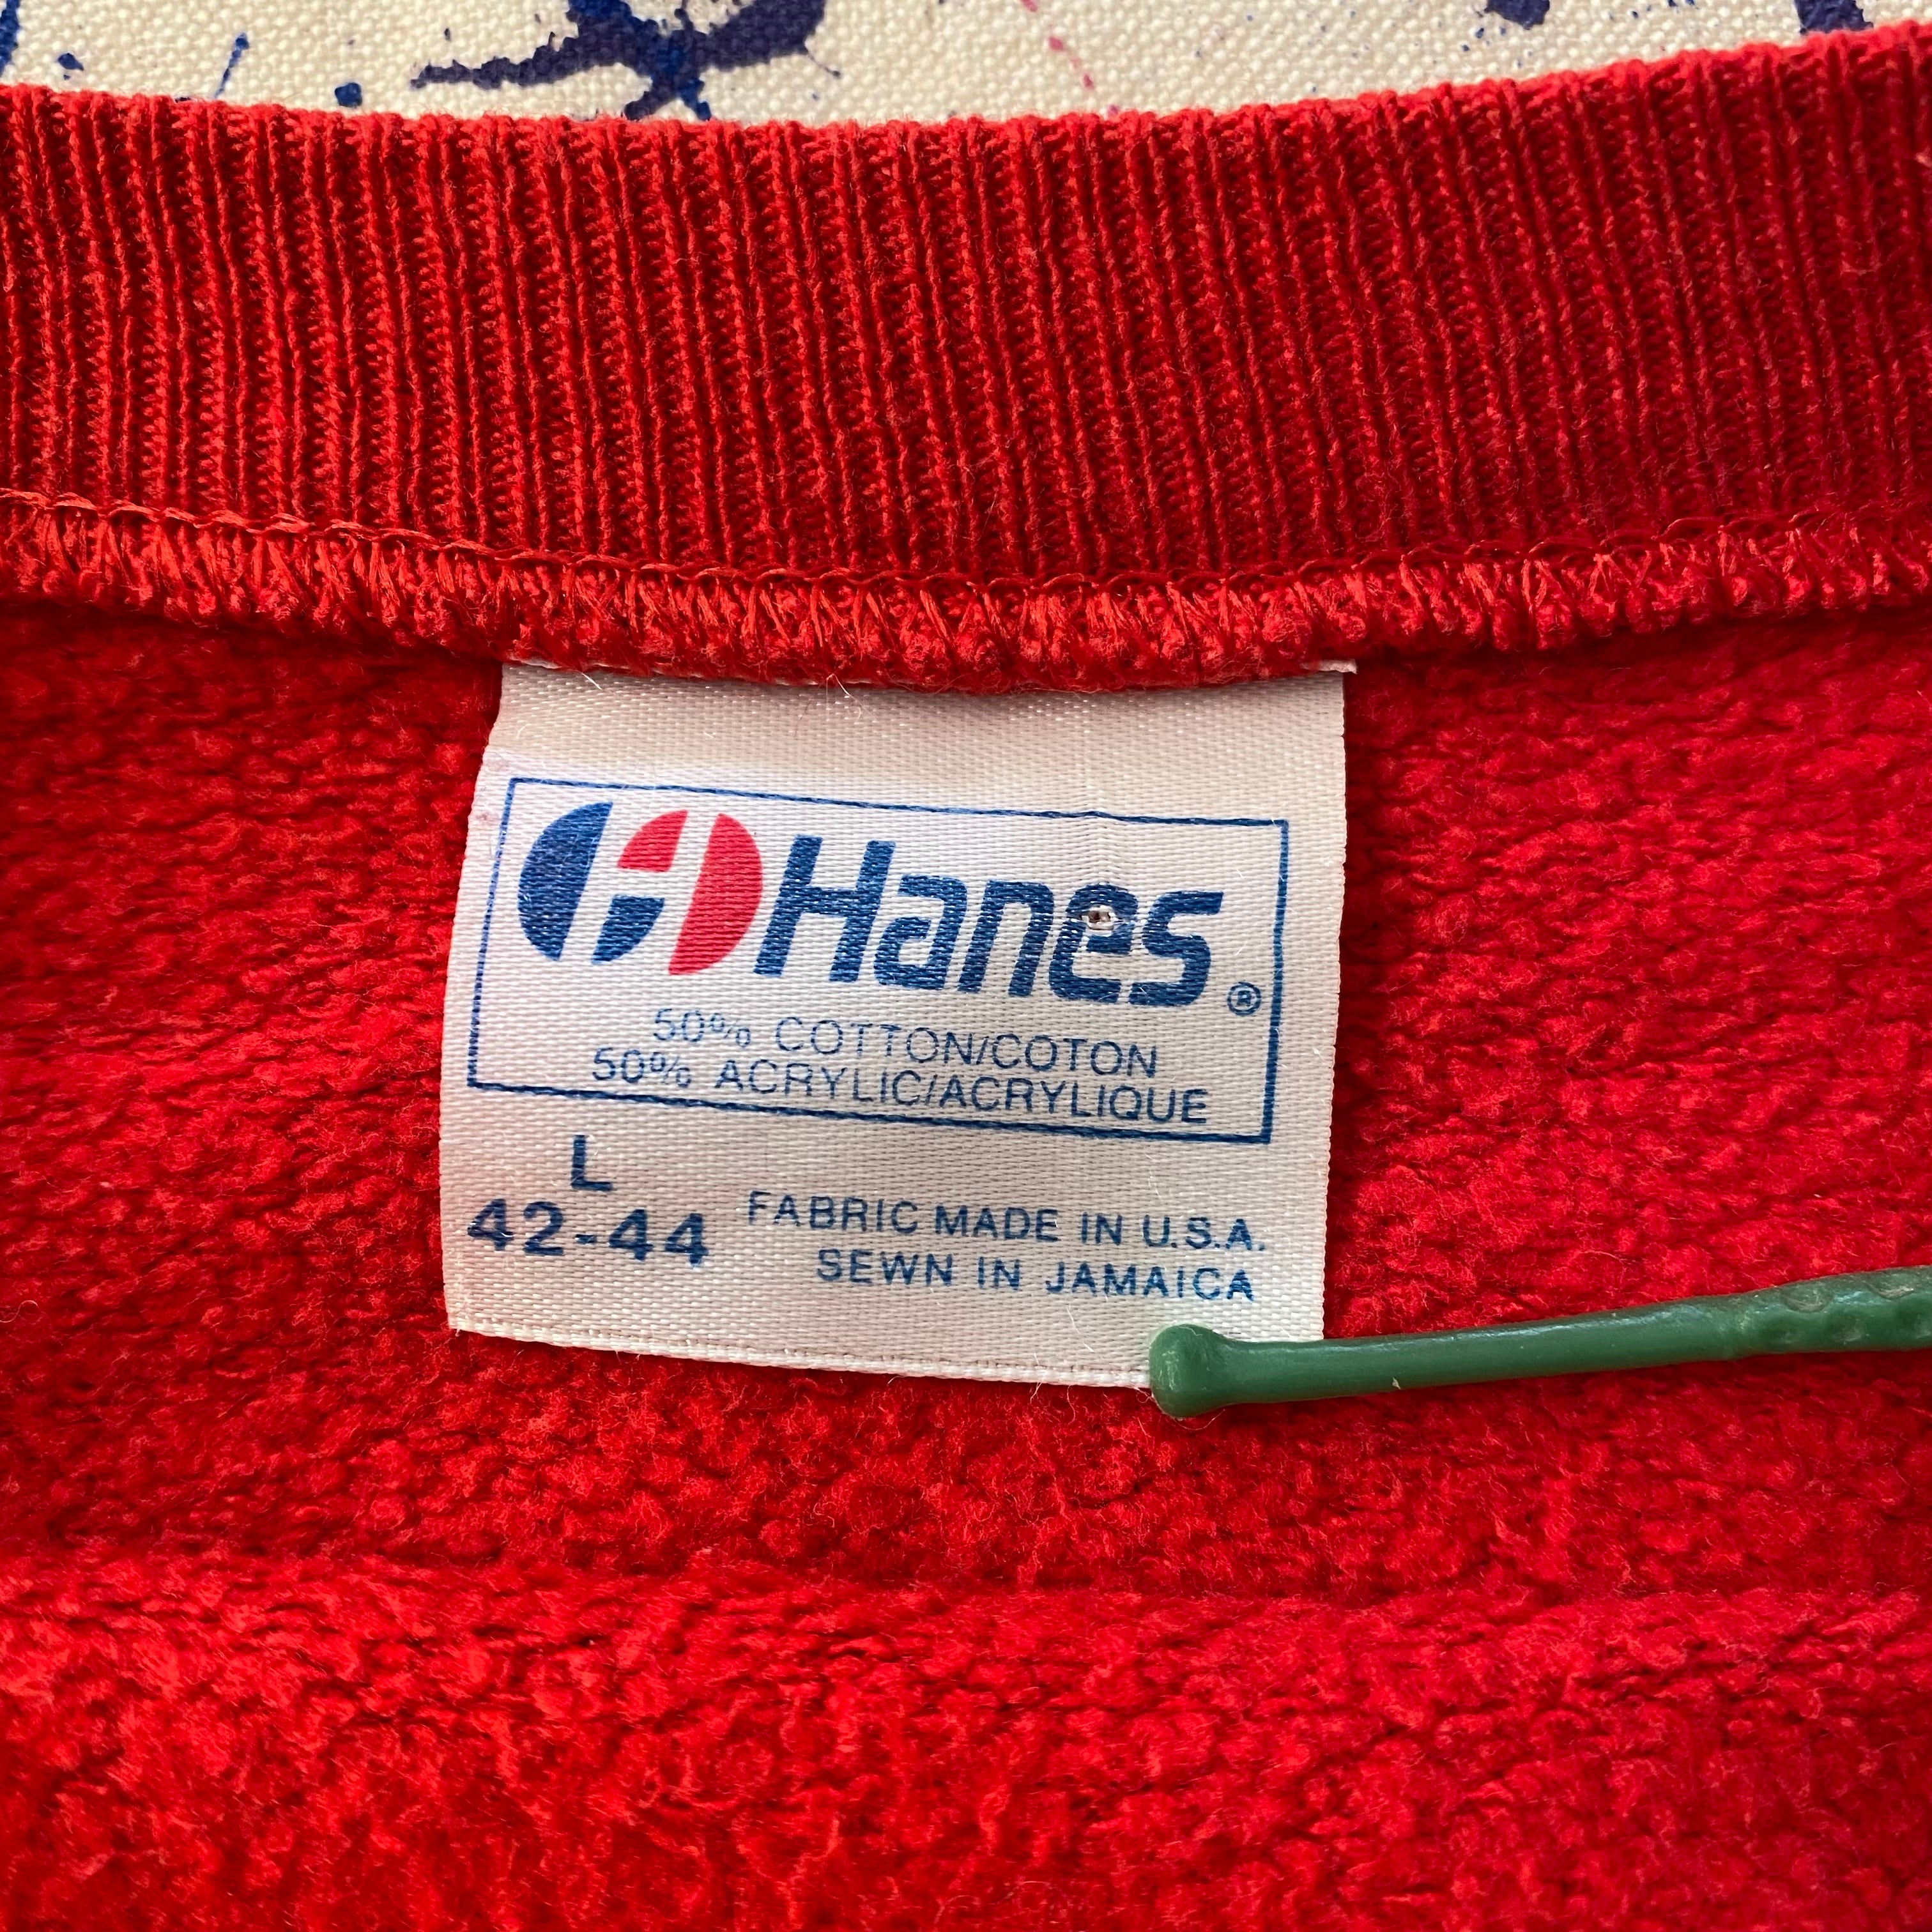 Hanes ®
50% COTTON/COTON
50% ACRYLIC/ACRYLIQUE
L
42-44
FABRIC MADE IN U.S.A.
SEWN IN JAMAICA